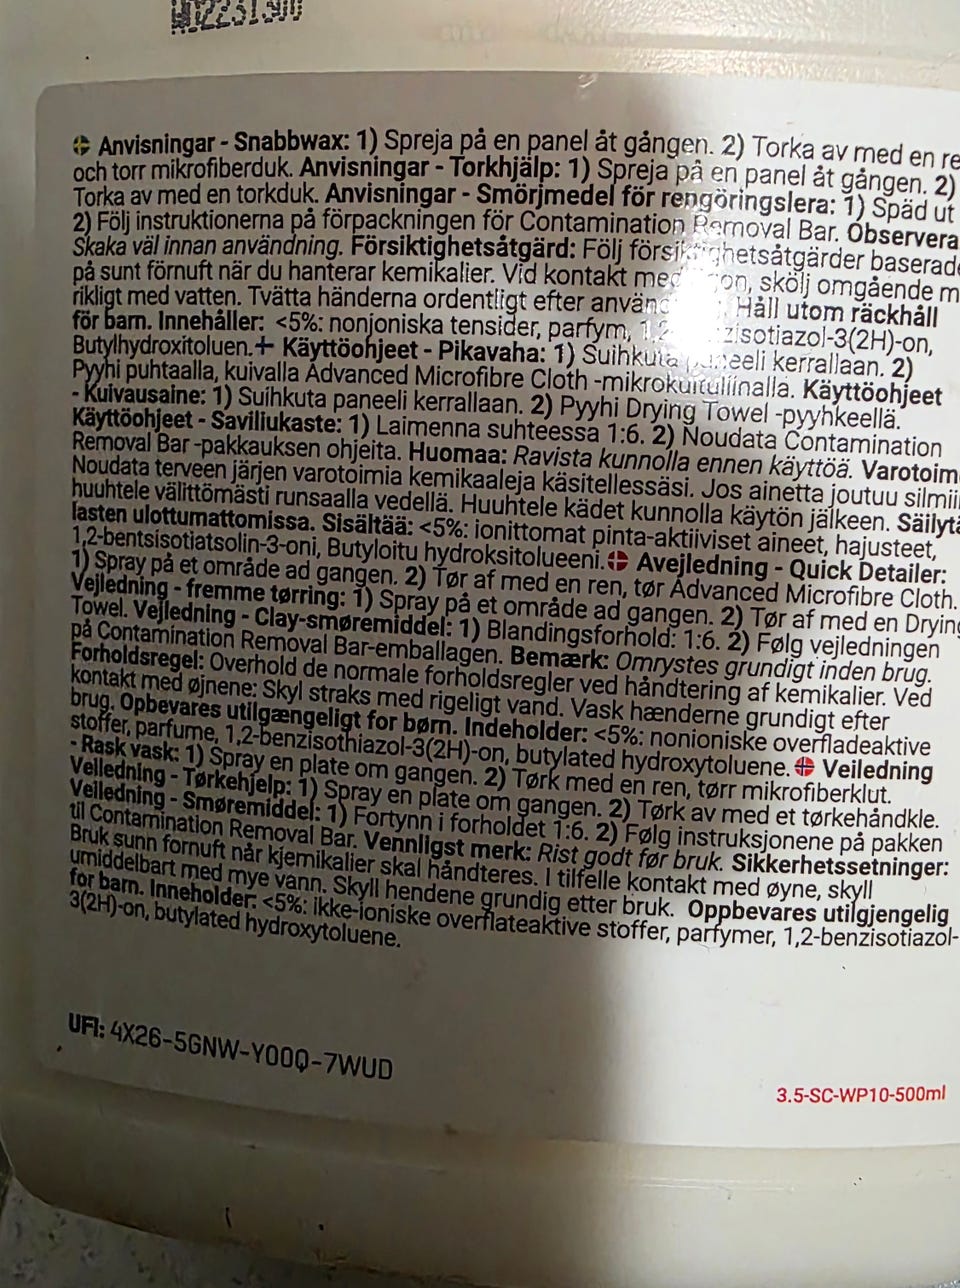 Anvisningar - Snabbwax: 1) Spreja på en panel åt gången. 2) Torka av med en re
och torr mikrofiberduk. Anvisningar - Torkhjälp: 1) Spreja på en panel åt gången. 2)
Torka av med en torkduk. Anvisningar - Smörjmedel för rengöringslera: 1) Späd ut
2) Följ instruktionerna på förpackningen för Contamination Removal Bar. Observera
Skaka väl innan användning. Försiktighetsåtgärd: Följ försiktighetsåtgärder baserade
på sunt förnuft när du hanterar kemikalier. Vid kontakt med skölj omgående m
rikligt med vatten. Tvätta händerna ordentligt efter Håll utom räckhåll
för barn. Innehåller: <5%: nonjoniska tensider, parfym,
Butylhydroxitoluen. Käyttöohjeet - Pikavaha: 1) Suihkuta paneeli kerrallaan. 2)
Pyyhi puhtaalla, kuivalla Advanced Microfibre Cloth -mikrokuituliinalla. Käyttöohjeet
- Kuivausaine: 1) Suihkuta paneeli kerrallaan. 2) Pyyhi Drying Towel -pyyhkeellä.
Käyttöohjeet - Saviliukaste: 1) Laimenna suhteessa 1:6. 2) Noudata Contamination
Removal Bar -pakkauksen ohjeita. Huomaa: Ravista kunnolla ennen käyttöä. Varotoim
Noudata terveen järjen varotoimia kemikaaleja käsitellessäsi. Jos ainetta joutuu silmii
huuhtele välittömästi runsaalla vedellä. Huuhtele kädet kunnolla käytön jälkeen. Säilytä
lasten ulottumattomissa. Sisältää: <5%: ionittomat pinta-aktiiviset aineet, hajusteet,
1,2-bentsisotiatsolin-3-oni, Butyloitu hydroksitolueeni. Avejledning - Quick Detailer:
1) Spray på et område ad gangen. 2) Tør af med en ren, tør Advanced Microfibre Cloth.
Vejledning - fremme tørring: 1) Spray på et område ad gangen. 2) Tør af med en Drying
Towel. Vejledning - Clay-smøremiddel: 1) Blandingsforhold: 1:6. 2) Følg vejledningen
på Contamination Removal Bar-emballagen. Bemærk: Omrystes grundigt inden brug.
Forholdsregel: Overhold de normale forholdsregler ved håndtering af kemikalier. Ved
kontakt med øjnene: Skyl straks med rigeligt vand. Vask hænderne grundigt efter
brug. Opbevares utilgængeligt for børn. Indeholder: <5%: nonioniske overfladeaktive
stoffer, parfume, 1,2-benzisothiazol-3(2H)-on, butylated hydroxytoluene. Veiledning
- Rask vask: 1) Spray en plate om gangen. 2) Tørk med en ren, tørr mikrofiberklut.
Veiledning - Tørkehjelp: 1) Spray en plate om gangen. 2) Tørk av med et tørkehåndkle.
Veiledning - Smøremiddel: 1) Fortynn i forholdet 1:6. 2) Følg instruksjonene på pakken
til Contamination Removal Bar. Vennligst merk: Rist godt før bruk. Sikkerhetssetninger:
Bruk sunn fornuft når kjemikalier skal håndteres. I tilfelle kontakt med øyne, skyll
umiddelbart med mye vann. Skyll hendene grundig etter bruk. Oppbevares utilgjengelig
for barn. Inneholder: <5%: ikke-ioniske overflateaktive stoffer, parfymer, 1,2-benzisotiazol-
3(2H)-on, butylated hydroxytoluene.
UFI: 4X26-5GNW-Y00Q-7WUD
3.5-SC-WP10-500ml